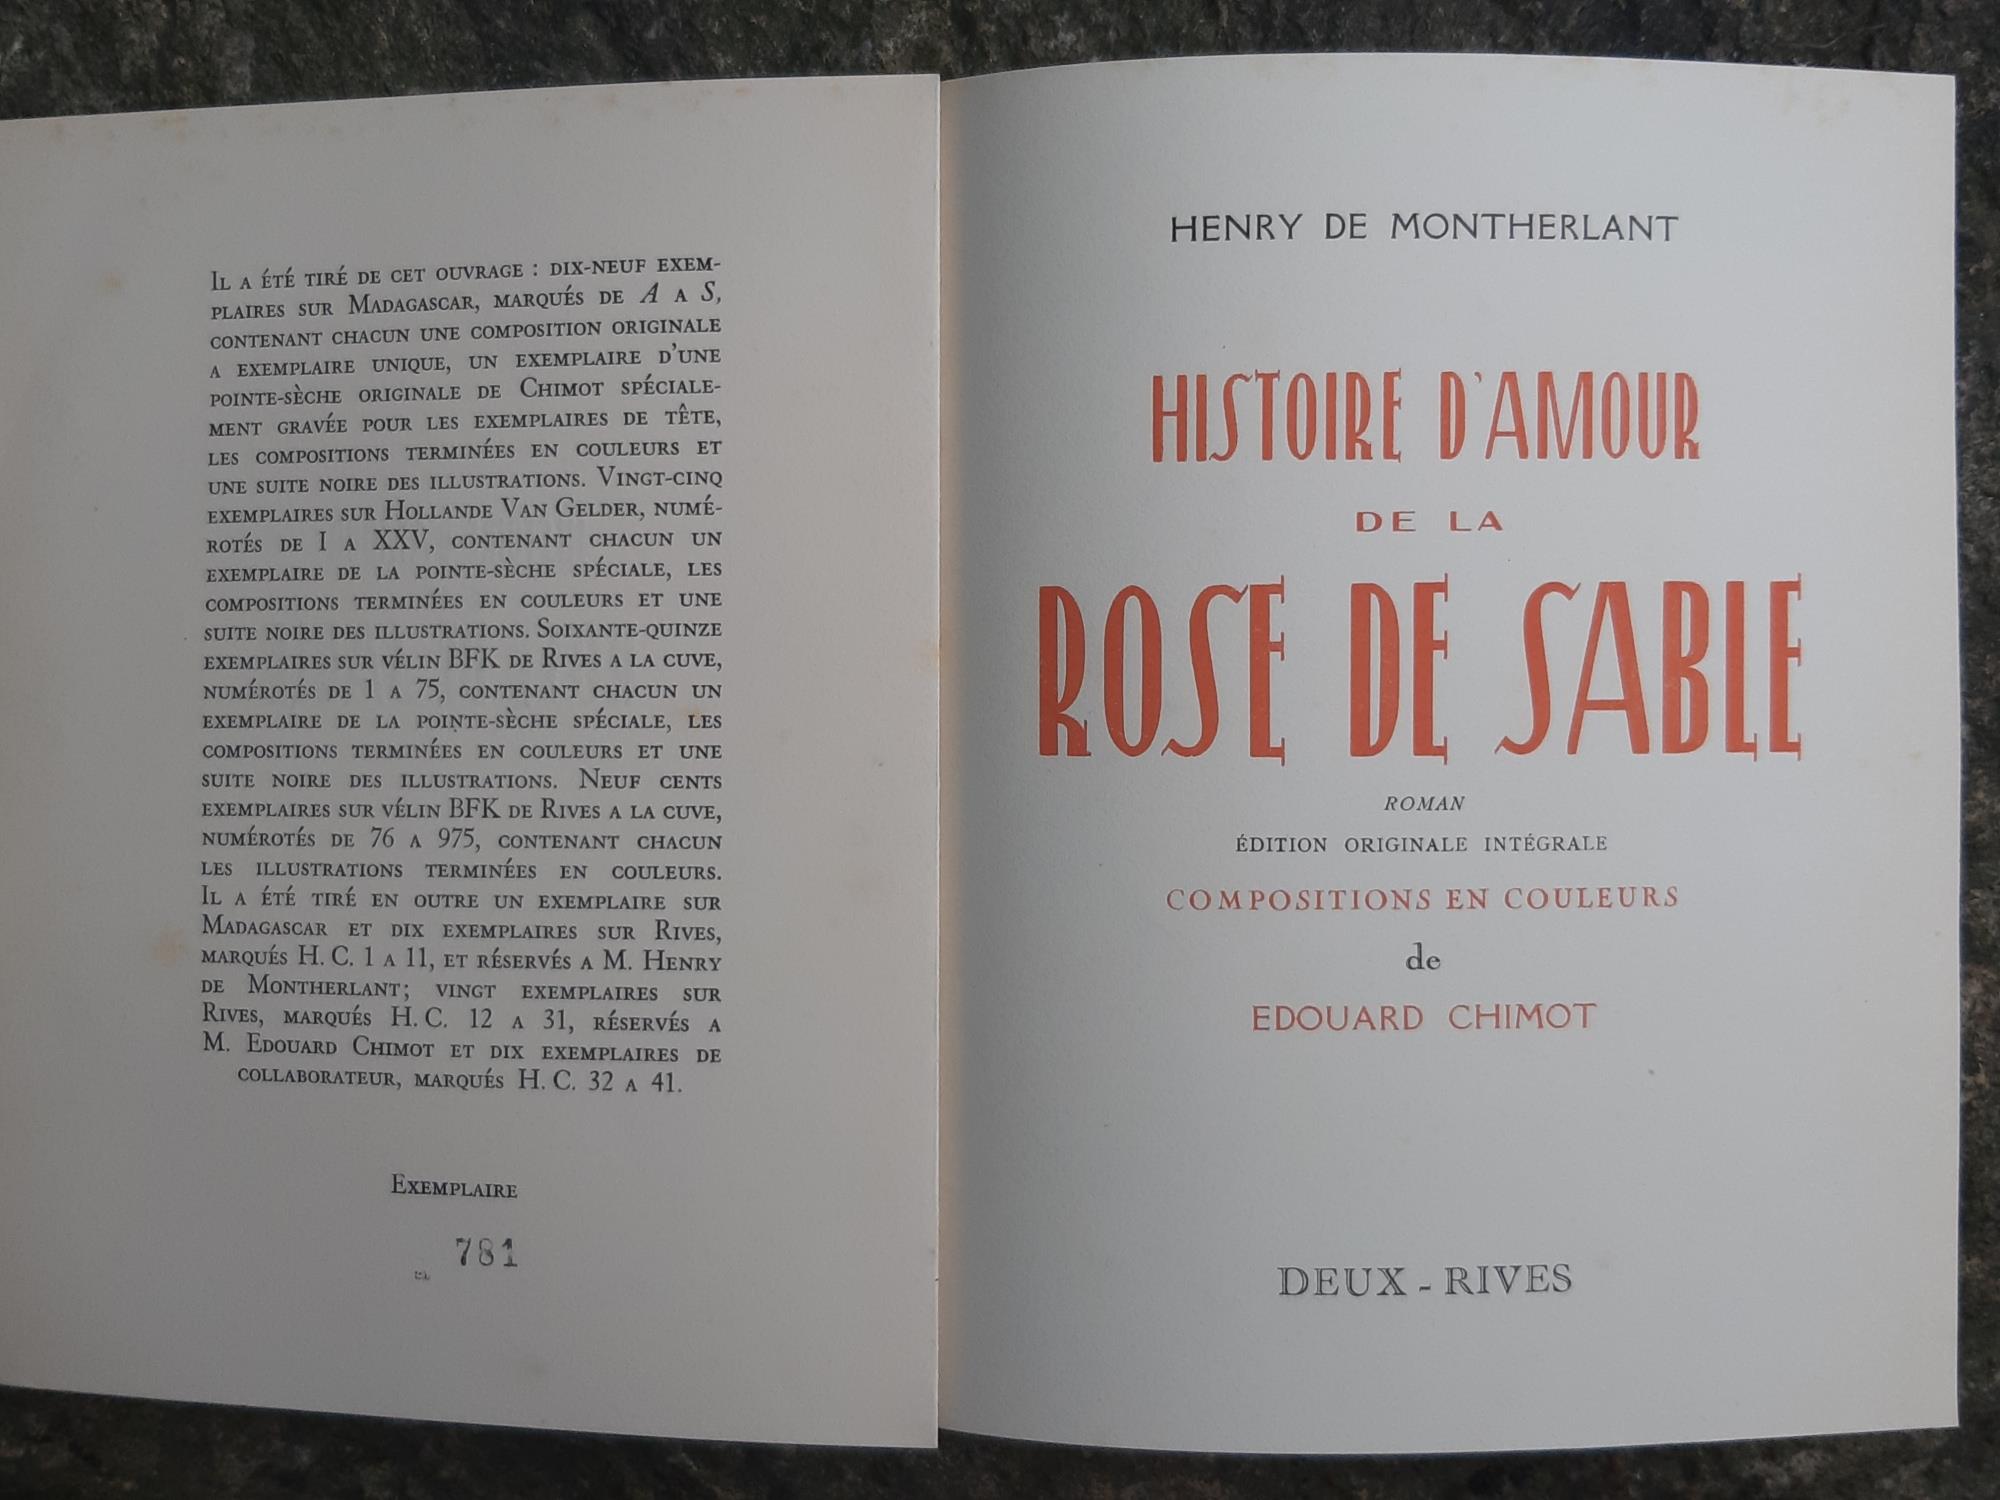 Il a été tiré de cet ouvrage : dix-neuf exem-
plaires sur Madagascar, marqués de A a S,
contenant chacun une composition originale
a exemplaire unique, un exemplaire d'une
pointe-sèche originale de Chimot spéciale-
ment gravée pour les exemplaires de tête,
les compositions terminées en couleurs et
une suite noire des illustrations. Vingt-cinq
exemplaires sur Hollande Van Gelder, numé-
rotés de I a XXV, contenant chacun un
exemplaire de la pointe-sèche spéciale, les
compositions terminées en couleurs et une
suite noire des illustrations. Soixante-quinze
exemplaires sur vélin BFK de Rives a la cuve,
numérotés de 1 a 75, contenant chacun un
exemplaire de la pointe-sèche spéciale, les
compositions terminées en couleurs et une
suite noire des illustrations. Neuf cents
exemplaires sur vélin BFK de Rives a la cuve,
numérotés de 76 a 975, contenant chacun
les illustrations terminées en couleurs.
Il a été tiré en outre un exemplaire sur
Madagascar et dix exemplaires sur Rives,
marqués H. C. 1 a 11, et réservés a M. Henry
de Montherlant; vingt exemplaires sur
Rives, marqués H. C. 12 a 31, réservés a
M. Edouard Chimot et dix exemplaires de
collaborateur, marqués H. C. 32 a 41.
Exemplaire
781
HENRY DE MONTHERLANT
HISTOIRE D'AMOUR
DE LA
ROSE DE SABLE
ROMAN
ÉDITION ORIGINALE INTÉGRALE
COMPOSITIONS EN COULEURS
de
EDOUARD CHIMOT
DEUX-RIVES